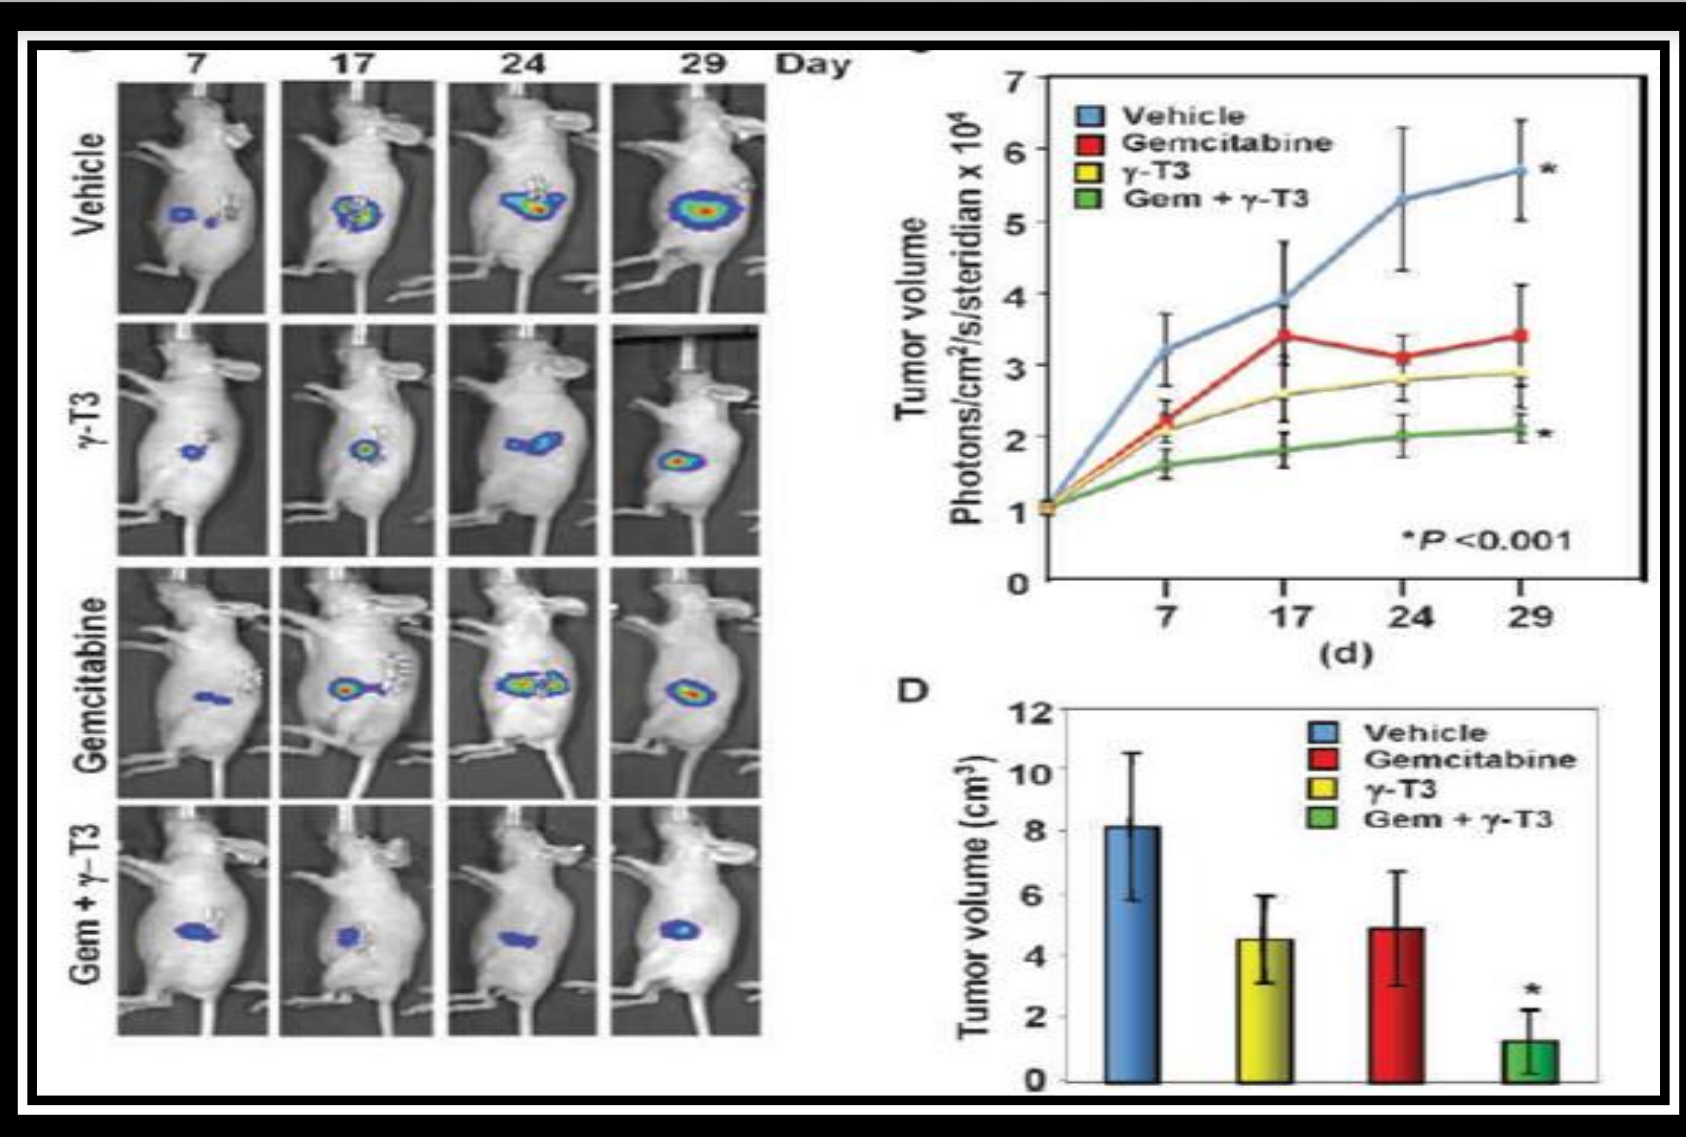 7 17 24 29 Day
Vehicle
γ-T3
Gemcitabine
Gem + γ-T3
Tumor volume
Photons/cm²/s/steridian x 10⁴
7
6
5
4
3
2
1
0
Vehicle
Gemcitabine
γ-T3
Gem + γ-T3
*
*
*P <0.001
7 17 24 29
(d)
D
Tumor volume (cm³)
12
10
8
6
4
2
0
Vehicle
Gemcitabine
γ-T3
Gem + γ-T3
*